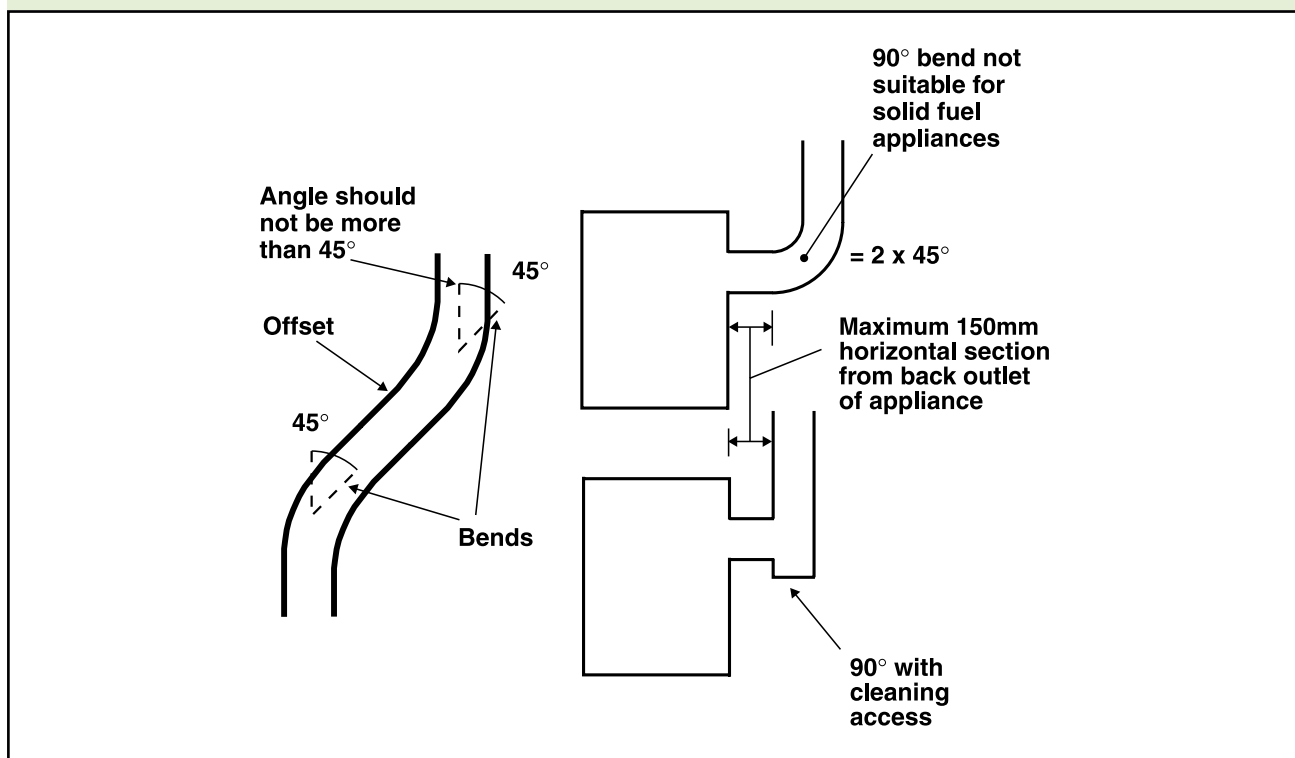 90° bend not
suitable for
solid fuel
appliances
Angle should
not be more
than 45°
45°
= 2 x 45°
Offset
Maximum 150mm
horizontal section
from back outlet
of appliance
45°
Bends
90° with
cleaning
access